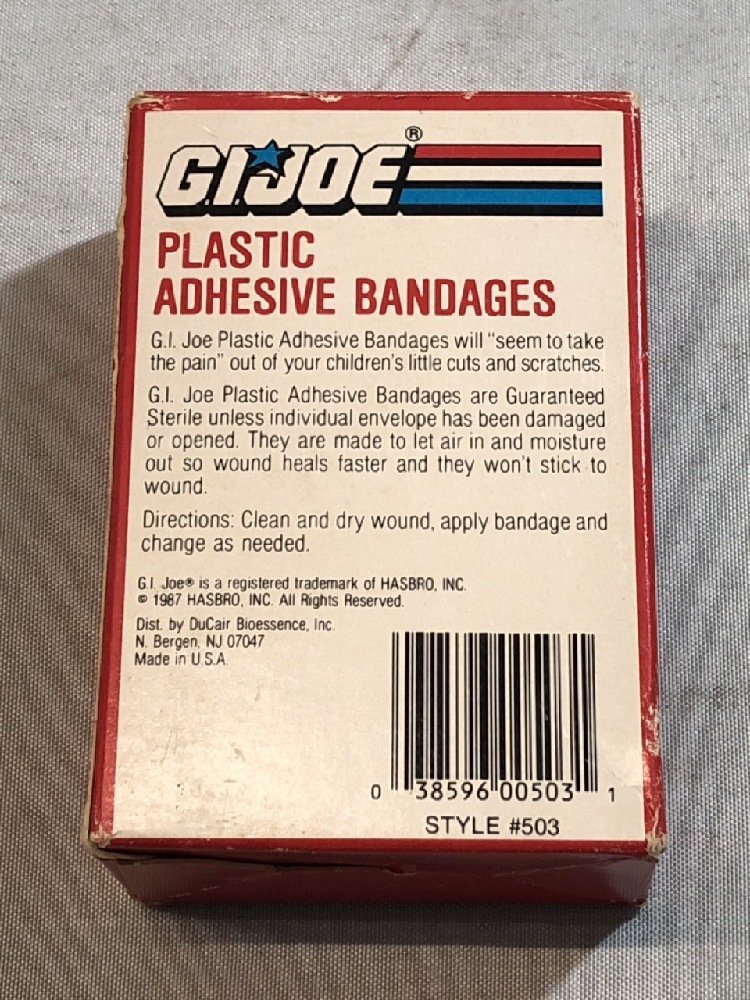 G.I. JOE®
PLASTIC
ADHESIVE BANDAGES
G.I. Joe Plastic Adhesive Bandages will "seem to take
the pain" out of your children's little cuts and scratches.
G.I. Joe Plastic Adhesive Bandages are Guaranteed
Sterile unless individual envelope has been damaged
or opened. They are made to let air in and moisture
out so wound heals faster and they won't stick to
wound.
Directions: Clean and dry wound, apply bandage and
change as needed.
G.I. Joe® is a registered trademark of HASBRO, INC.
© 1987 HASBRO, INC. All Rights Reserved.
Dist. by DuCair Bioessence, Inc.
N. Bergen, NJ 07047
Made in U.S.A.
0 38596 00503 1
STYLE #503